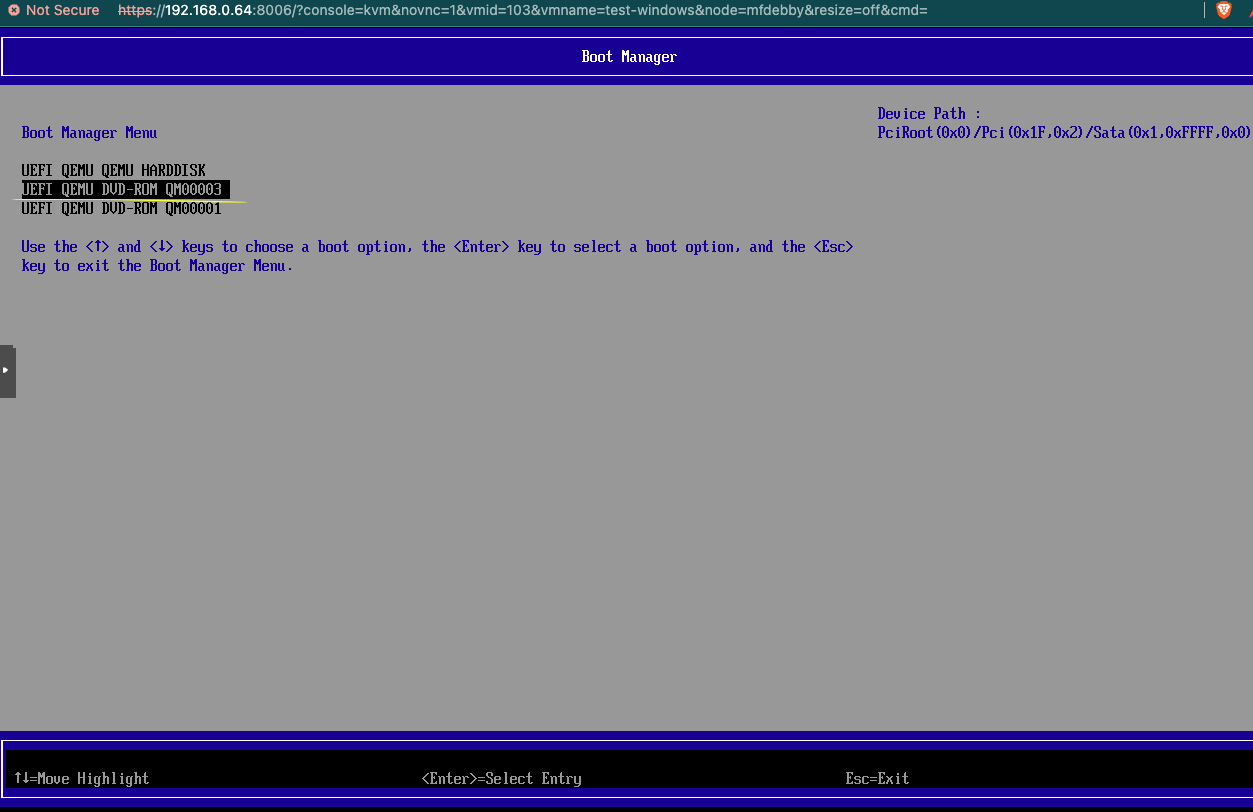 Not Secure https://192.168.0.64:8006/?console=kvm&novnc=1&vmid=103&vmname=test-windows&node=mfdebby&resize=off&cmd=
Boot Manager
Device Path :
Boot Manager Menu
PciRoot(0x0)/Pci(0x1F,0x2)/Sata(0x1,0xFFFF,0x0)
UEFI QEMU QEMU HARDDISK
UEFI QEMU DVD-ROM QM00003
UEFI QEMU DVD-ROM QM00001
Use the <↑> and <↓> keys to choose a boot option, the <Enter> key to select a boot option, and the <Esc>
key to exit the Boot Manager Menu.
↑↓=Move Highlight <Enter>=Select Entry Esc=Exit